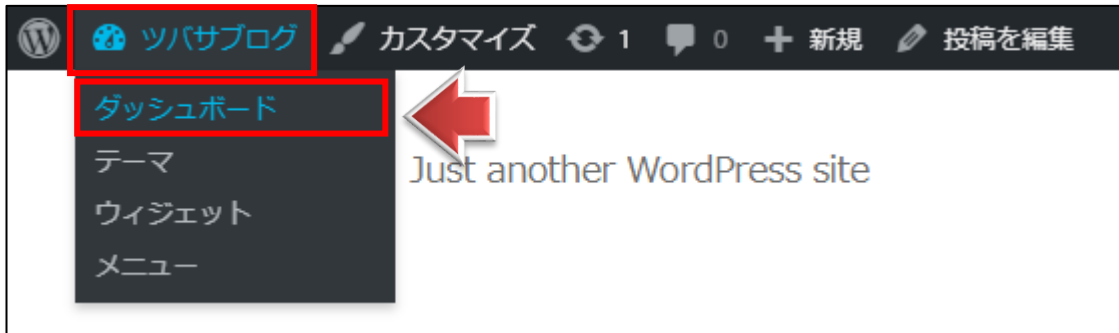 ツバサブログ カスタマイズ 1 0 新規 投稿を編集
ダッシュボード
テーマ
ウィジェット
メニュー
Just another WordPress site